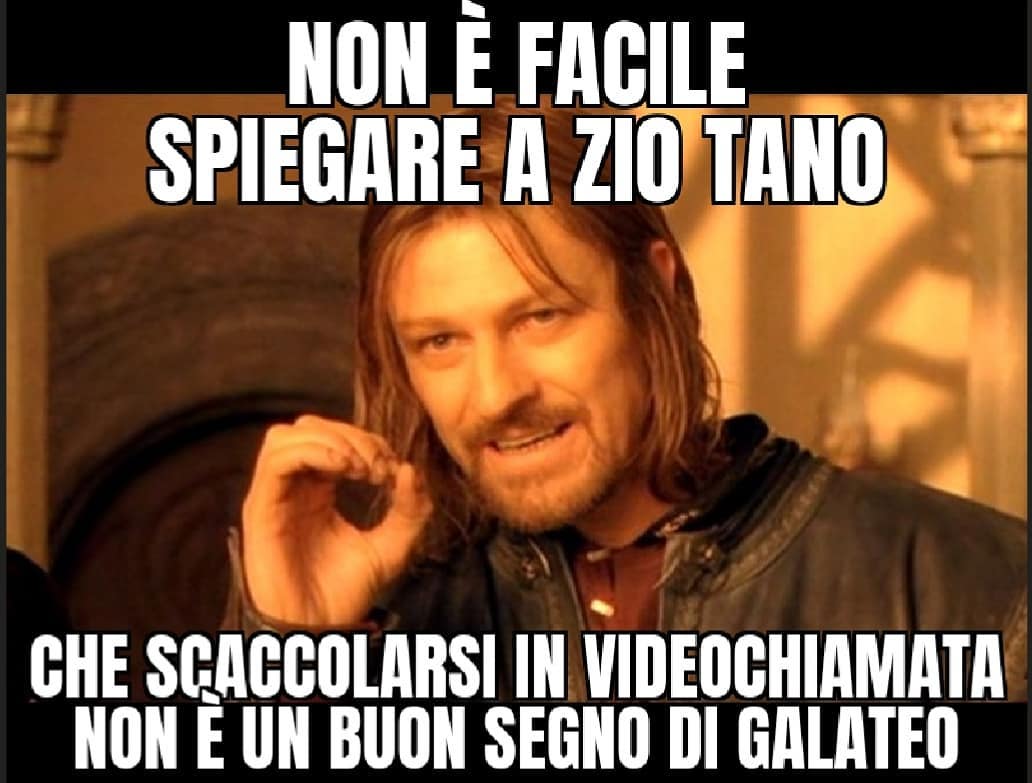 NON È FACILE
SPIEGARE A ZIO TANO
CHE SCACCOLARSI IN VIDEOCHIAMATA
NON È UN BUON SEGNO DI GALATEO